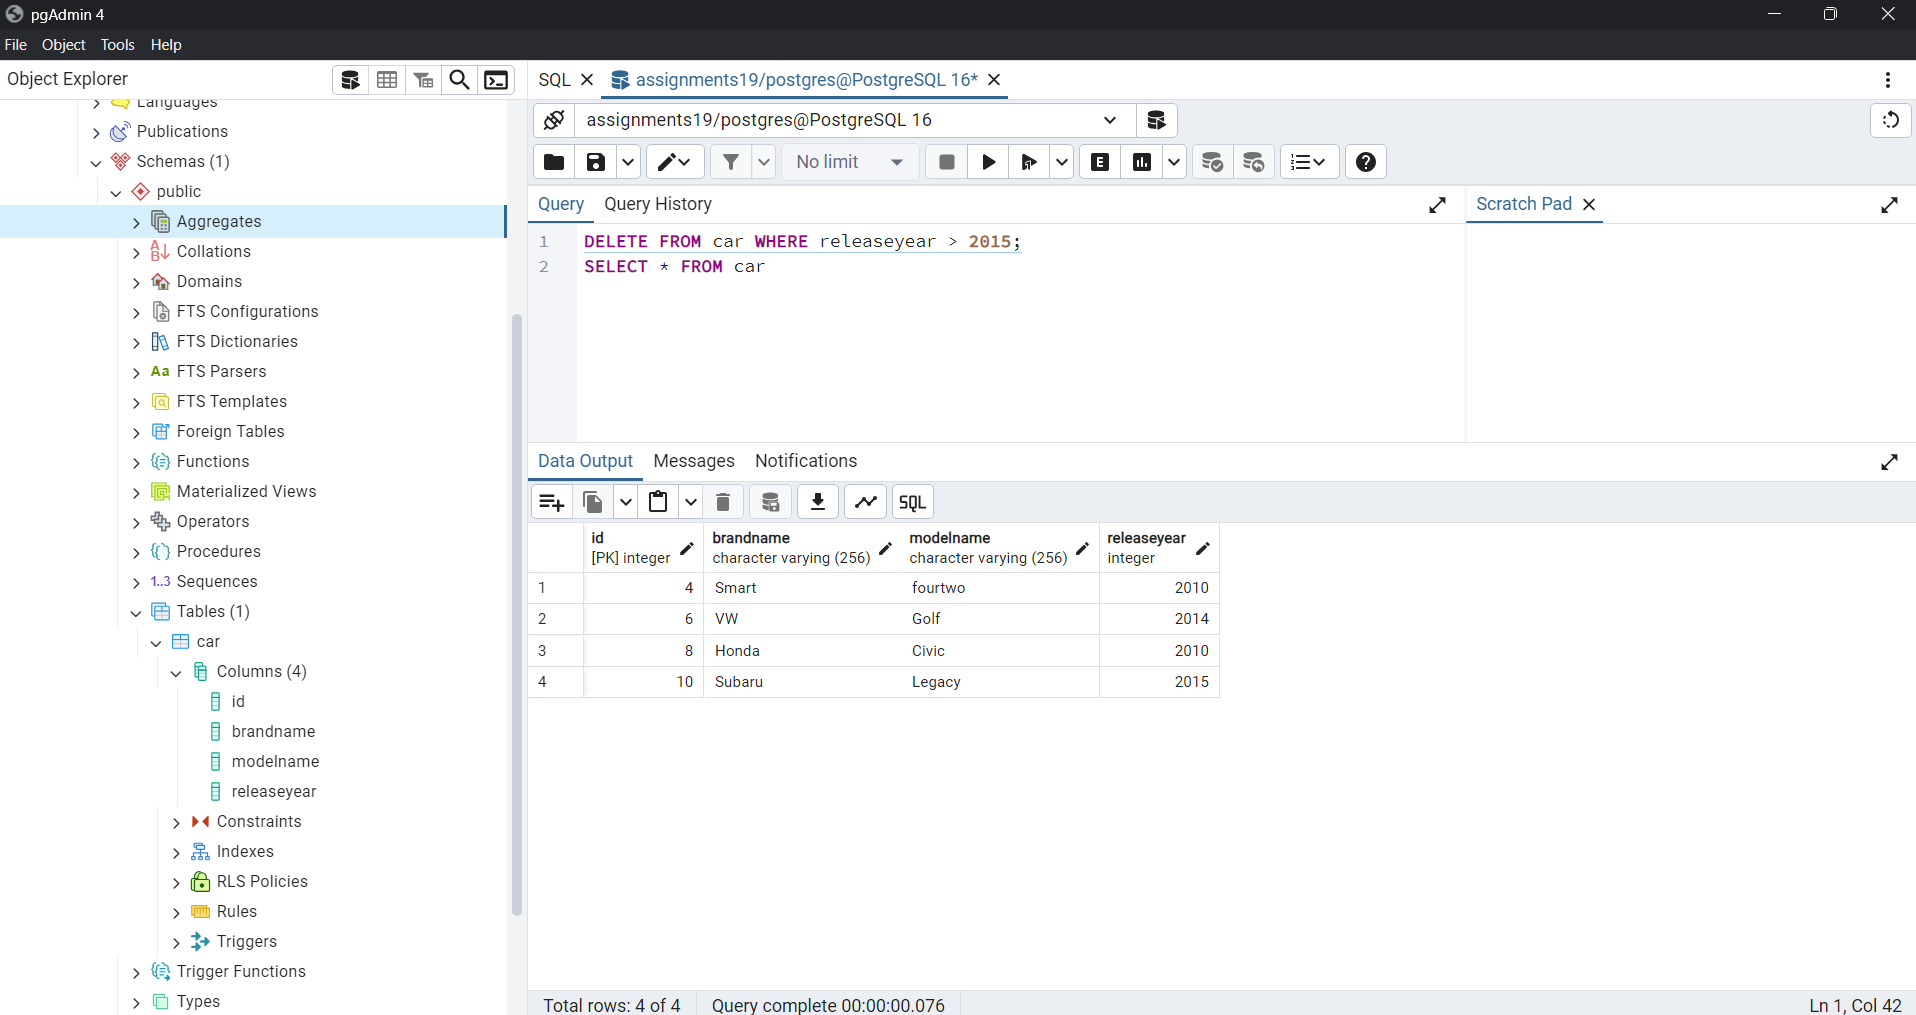 pgAdmin 4
File Object Tools Help
Object Explorer
SQL
assignments19/postgres@PostgreSQL 16*
Languages
Publications
Schemas (1)
public
Aggregates
Collations
Domains
FTS Configurations
FTS Dictionaries
Aa FTS Parsers
FTS Templates
Foreign Tables
Functions
Materialized Views
Operators
Procedures
1..3 Sequences
Tables (1)
car
Columns (4)
id
brandname
modelname
releaseyear
Constraints
Indexes
RLS Policies
Rules
Triggers
Trigger Functions
Types
assignments19/postgres@PostgreSQL 16
No limit
E
Query Query History
Scratch Pad
1 DELETE FROM car WHERE releaseyear > 2015;
2 SELECT * FROM car
Data Output Messages Notifications
SQL
id brandname modelname releaseyear
[PK] integer character varying (256) character varying (256) integer
1 4 Smart fourtwo 2010
2 6 VW Golf 2014
3 8 Honda Civic 2010
4 10 Subaru Legacy 2015
Total rows: 4 of 4 Query complete 00:00:00.076 Ln 1, Col 42